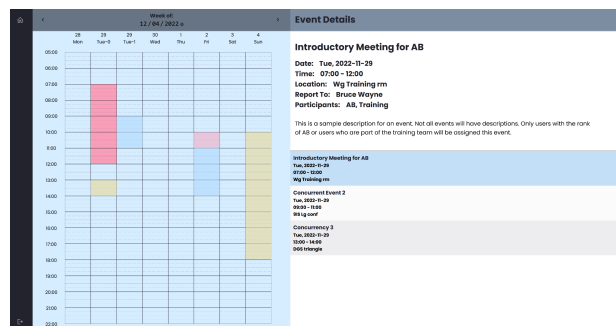 Week of:
12 / 04 / 2022
28 29 29 30 1 2 3 4
Mon Tue-0 Tue-1 Wed Thu Fri Sat Sun
05:00
06:00
07:00
08:00
09:00
10:00
11:00
12:00
13:00
14:00
15:00
16:00
17:00
18:00
19:00
20:00
21:00
22:00
Event Details
Introductory Meeting for AB
Date: Tue, 2022-11-29
Time: 07:00 - 12:00
Location: Wg Training rm
Report To: Bruce Wayne
Participants: AB, Training
This is a sample description for an event. Not all events will have descriptions. Only users with the rank
of AB or users who are part of the training team will be assigned this event.
Introductory Meeting for AB
Tue, 2022-11-29
07:00 - 12:00
Wg Training rm
Concurrent Event 2
Tue, 2022-11-29
09:00 - 11:00
91S Lg conf
Concurrency 3
Tue, 2022-11-29
13:00 - 14:00
DGS triangle